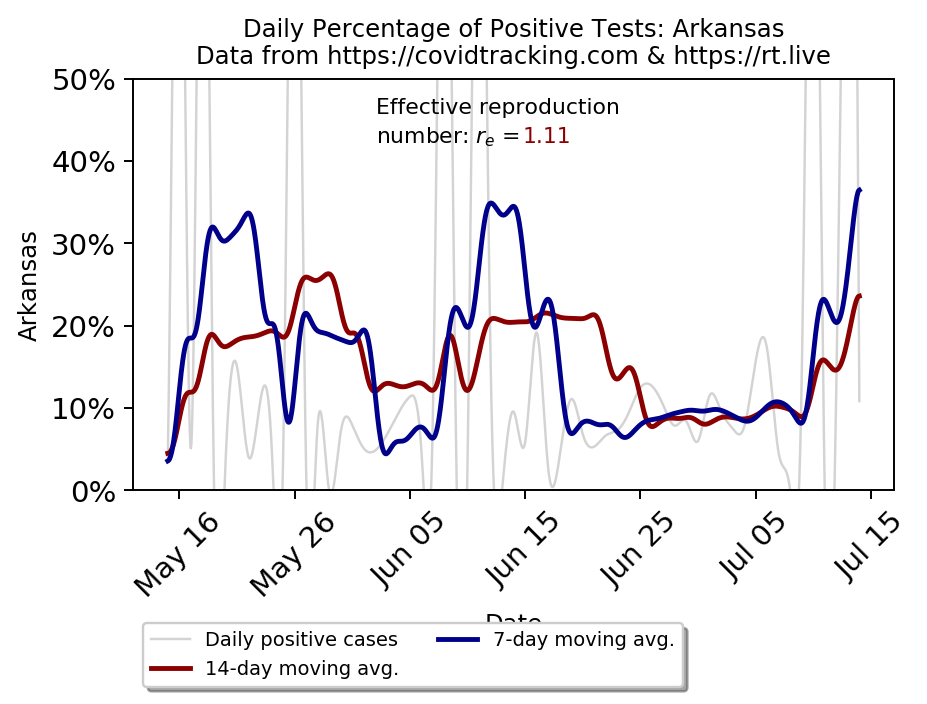 Daily Percentage of Positive Tests: Arkansas
Data from https://covidtracking.com & https://rt.live
50%
Effective reproduction
number: rₑ =1.11
40%
30%
20%
10%
0%
Arkansas
May 16
May 26
Jun 05
Jun 15
Jun 25
Jul 05
Jul 15
Date
Daily positive cases
14-day moving avg.
7-day moving avg.